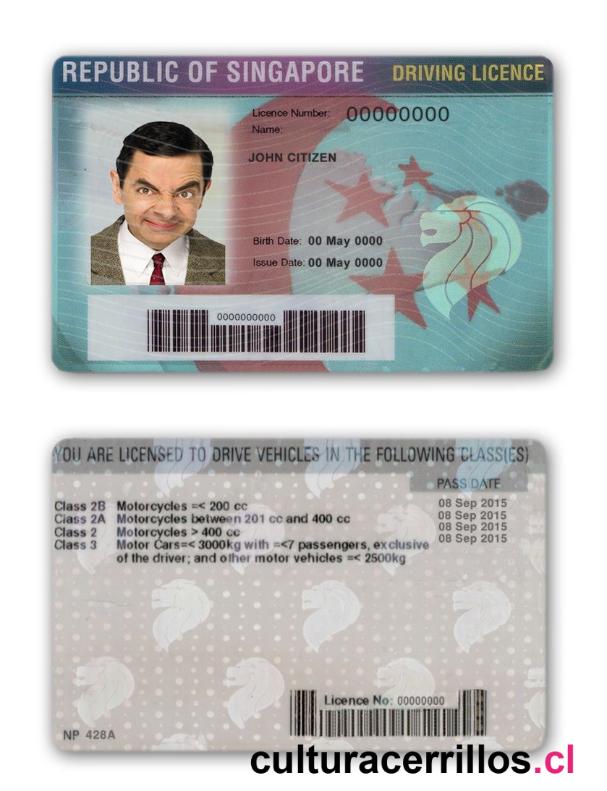 REPUBLIC OF SINGAPORE DRIVING LICENCE
Licence Number: 00000000
Name:
JOHN CITIZEN
Birth Date: 00 May 0000
Issue Date: 00 May 0000
0000000000
YOU ARE LICENSED TO DRIVE VEHICLES IN THE FOLLOWING CLASS(ES)
PASS DATE
Class 2B Motorcycles =< 200 cc 08 Sep 2015
Class 2A Motorcycles between 201 cc and 400 cc 08 Sep 2015
Class 2 Motorcycles > 400 cc 08 Sep 2015
Class 3 Motor Cars=< 3000kg with =<7 passengers, exclusive 08 Sep 2015
of the driver; and other motor vehicles =< 2500kg
Licence No: 00000000
NP 428A
culturacerrillos.cl